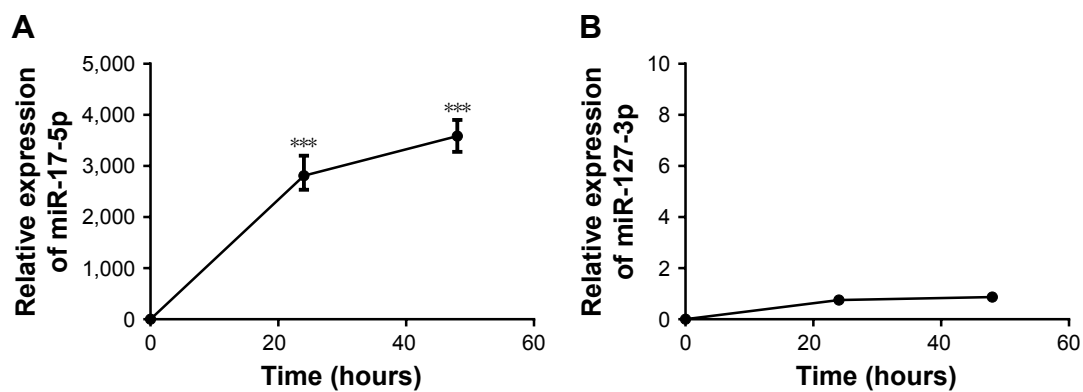 A
Relative expression
of miR-17-5p
5,000
4,000
3,000
2,000
1,000
0
***
***
0
20
40
60
Time (hours)
B
Relative expression
of miR-127-3p
10
8
6
4
2
0
0
20
40
60
Time (hours)